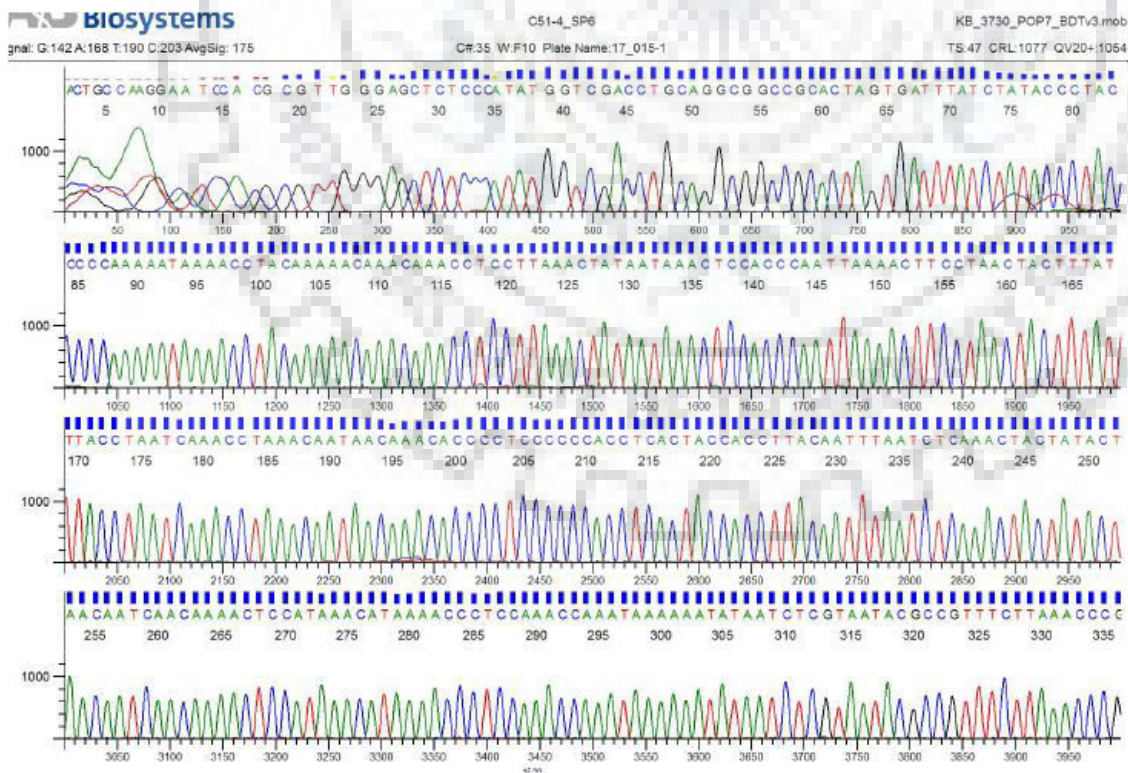 Biosystems
C51-4_SP6
KB_3730_POP7_BDTv3.mob
gnal: G:142 A:168 T:190 C:203 AvgSig: 175
C#:35 W:F10 Plate Name:17_015-1
TS:47 CRL:1077 QV20+:1054
ACTGCCAAGGAA TCCA CG CGTTGGGAGCTCTCCCATATGGTCGACCTGCAGGCGGCCGCACTAGTGATTTATCTATACCCTAC
5 10 15 20 25 30 35 40 45 50 55 60 65 70 75 80
1000
50 100 150 200 250 300 350 400 450 500 550 600 650 700 750 800 850 900 950
CCCCAAAAATAAAACCTACAAAAACAAACAAACCTCCTTAAACTATAATAAACTCCACCCAATTAAAACTTCCTAACTACTTTAT
85 90 95 100 105 110 115 120 125 130 135 140 145 150 155 160 165
1000
1050 1100 1150 1200 1250 1300 1350 1400 1450 1500 1550 1600 1650 1700 1750 1800 1850 1900 1950
TTACCTAATCAAACCTAAACAATAACAAACACCCCTCCCCCCACCTCACTACCACCTTACAATTTAATCTCAAACTACTATACT
170 175 180 185 190 195 200 205 210 215 220 225 230 235 240 245 250
1000
2050 2100 2150 2200 2250 2300 2350 2400 2450 2500 2550 2600 2650 2700 2750 2800 2850 2900 2950
AACAATCAACAAAACTCCATAAACATAAAACCCTCCAAACCAAATAAAAAATATAATCTCGTAATACGCCGTTTCTTAAACCCG
255 260 265 270 275 280 285 290 295 300 305 310 315 320 325 330 335
1000
3050 3100 3150 3200 3250 3300 3350 3400 3450 3500 3550 3600 3650 3700 3750 3800 3850 3900 3950